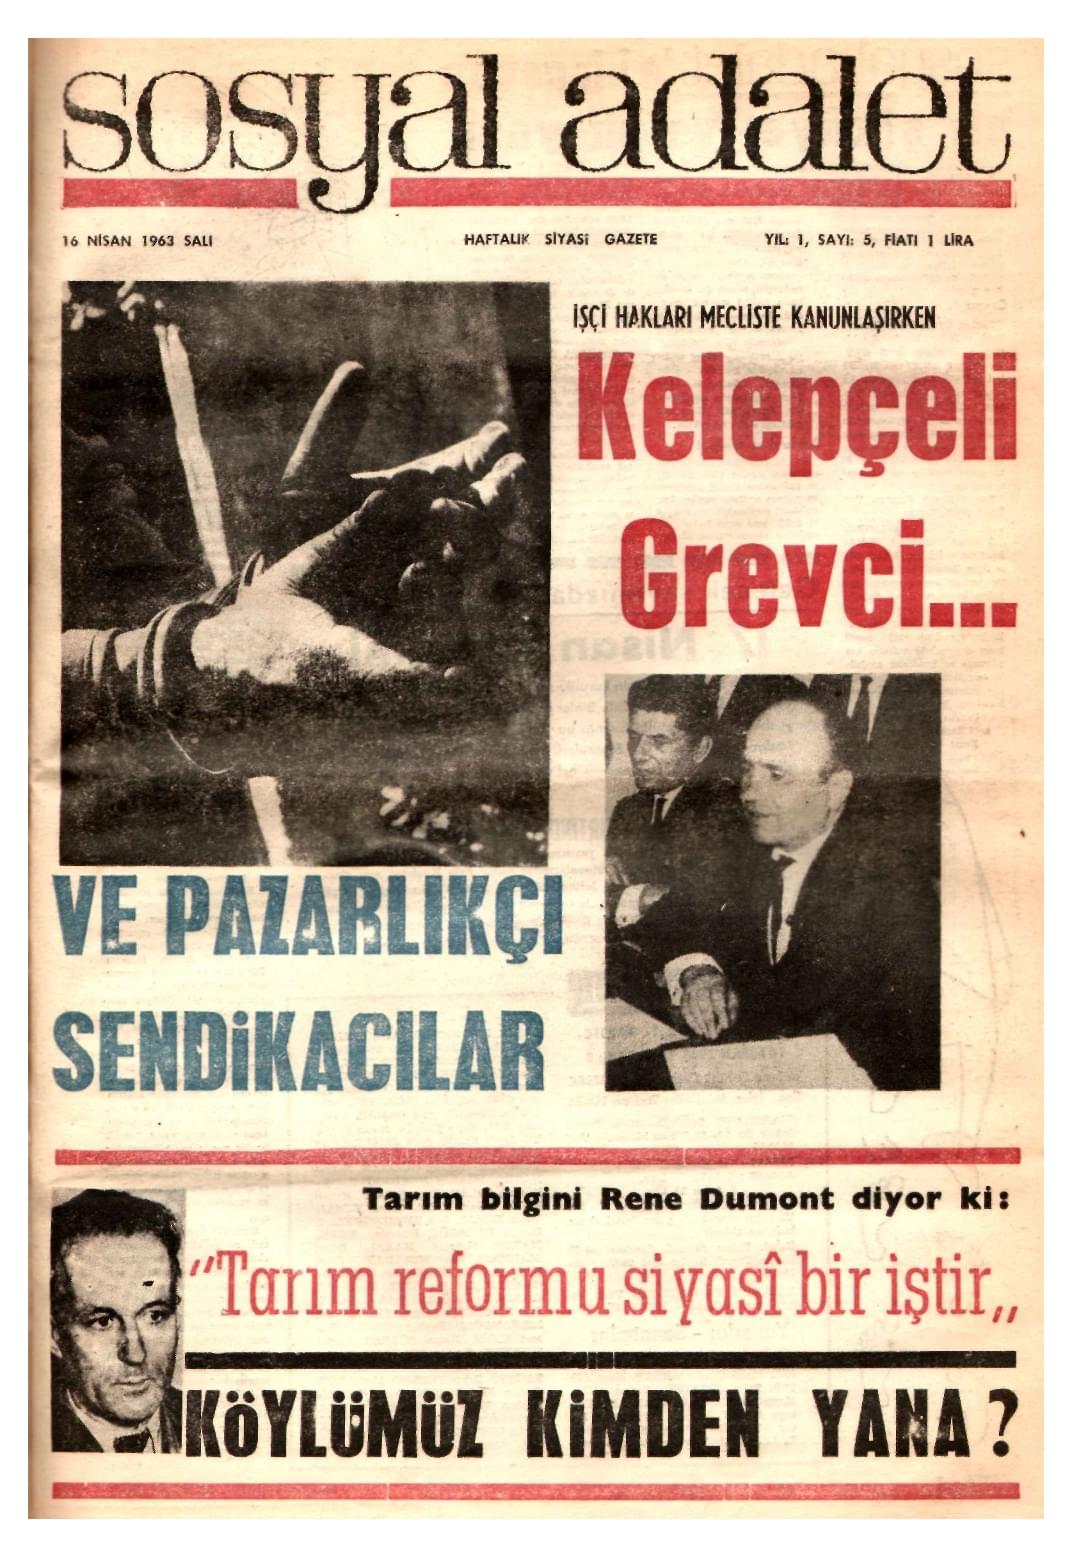 sosyal adalet
16 NİSAN 1963 SALI
HAFTALIK SİYASİ GAZETE
YIL: 1, SAYI: 5, FİATI 1 LİRA
İŞÇİ HAKLARI MECLİSTE KANUNLAŞIRKEN
Kelepçeli
Grevci...
VE PAZARLIKÇI
SENDİKACILAR
Tarım bilgini Rene Dumont diyor ki:
"Tarım reformu siyasî bir iştir„
KÖYLÜMÜZ KİMDEN YANA?